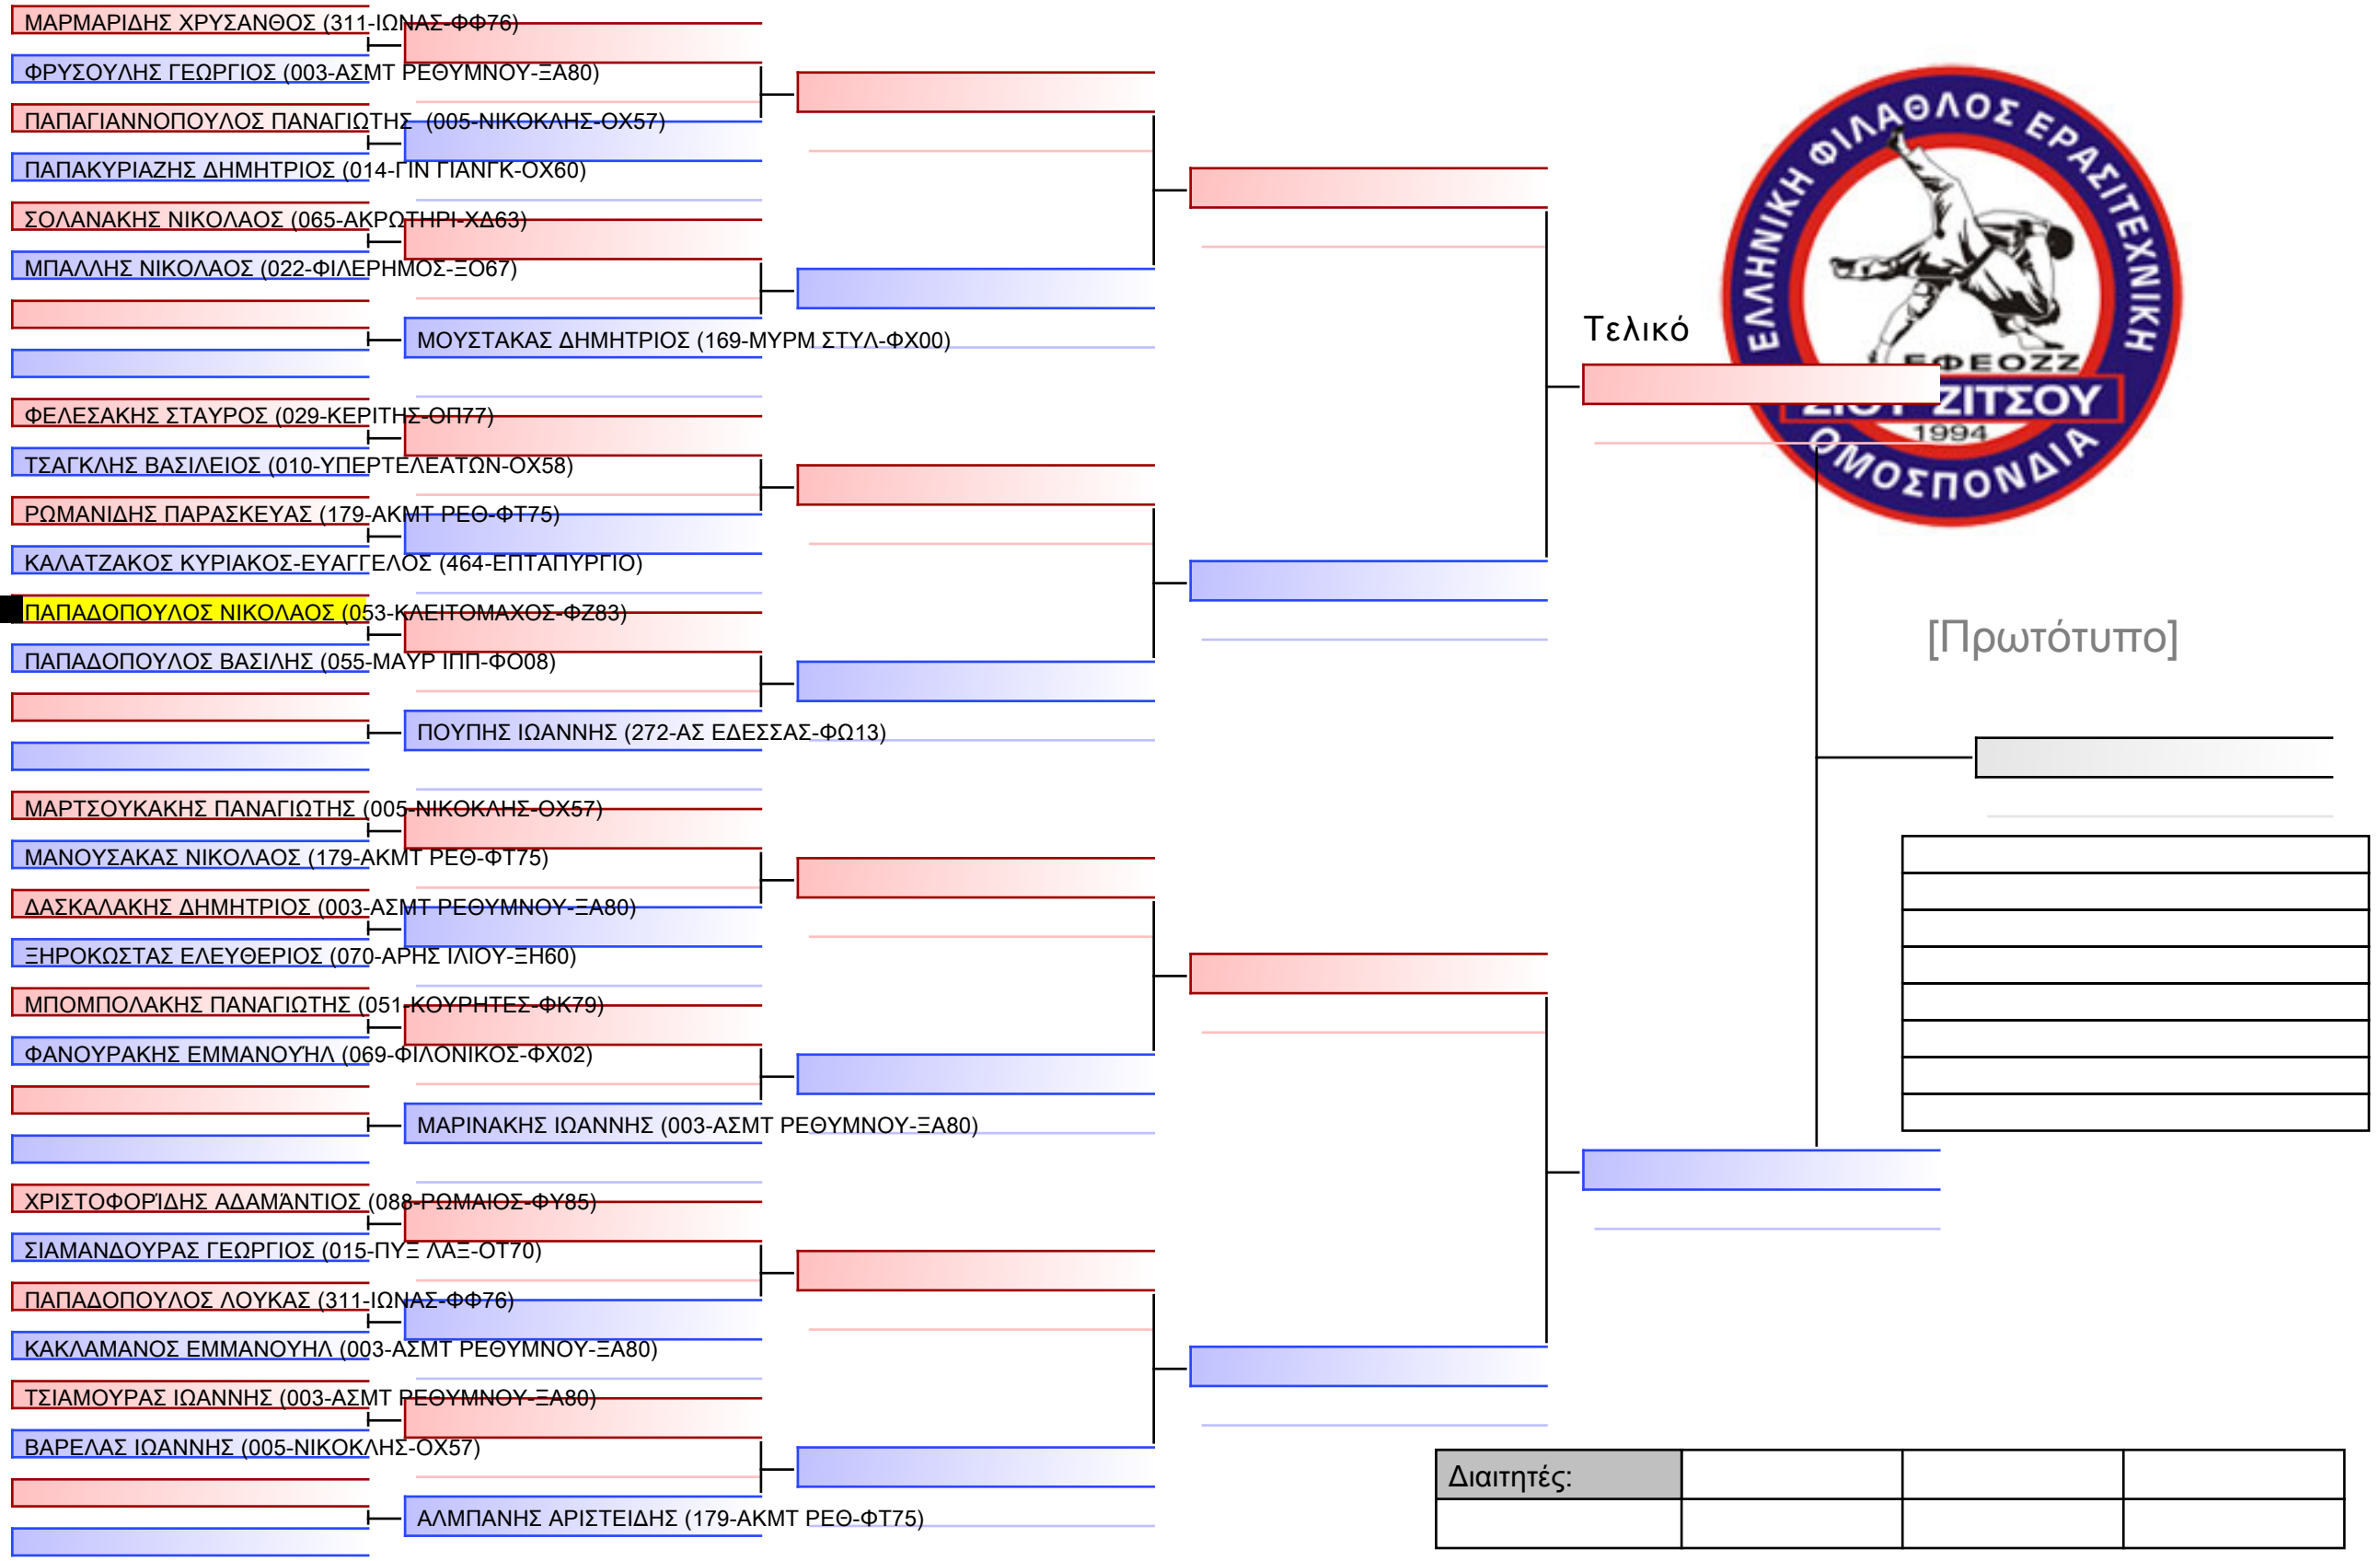 ΜΑΡΜΑΡΙΔΗΣ ΧΡΥΣΑΝΘΟΣ (311-ΙΩΝΑΣ-ΦΦ76)
ΦΡΥΣΟΥΛΗΣ ΓΕΩΡΓΙΟΣ (003-ΑΣΜΤ ΡΕΘΥΜΝΟΥ-ΞΑ80)
ΠΑΠΑΓΙΑΝΝΟΠΟΥΛΟΣ ΠΑΝΑΓΙΩΤΗΣ (005-ΝΙΚΟΚΛΗΣ-ΟΧ57)
ΠΑΠΑΚΥΡΙΑΖΗΣ ΔΗΜΗΤΡΙΟΣ (014-ΓΙΝ ΓΙΑΝΓΚ-ΟΧ60)
ΣΟΛΑΝΑΚΗΣ ΝΙΚΟΛΑΟΣ (065-ΑΚΡΩΤΗΡΙ-ΧΔ63)
ΜΠΑΛΛΗΣ ΝΙΚΟΛΑΟΣ (022-ΦΙΛΕΡΗΜΟΣ-ΞΟ67)
ΜΟΥΣΤΑΚΑΣ ΔΗΜΗΤΡΙΟΣ (169-ΜΥΡΜ ΣΤΥΛ-ΦΧ00)
ΦΕΛΕΣΑΚΗΣ ΣΤΑΥΡΟΣ (029-ΚΕΡΙΤΗΣ-ΟΠ77)
ΤΣΑΓΚΛΗΣ ΒΑΣΙΛΕΙΟΣ (010-ΥΠΕΡΤΕΛΕΑΤΩΝ-ΟΧ58)
ΡΩΜΑΝΙΔΗΣ ΠΑΡΑΣΚΕΥΑΣ (179-ΑΚΜΤ ΡΕΘ-ΦΤ75)
ΚΑΛΑΤΖΑΚΟΣ ΚΥΡΙΑΚΟΣ-ΕΥΑΓΓΕΛΟΣ (464-ΕΠΤΑΠΥΡΓΙΟ)
ΠΑΠΑΔΟΠΟΥΛΟΣ ΝΙΚΟΛΑΟΣ (053-ΚΛΕΙΤΟΜΑΧΟΣ-ΦΖ83)
ΠΑΠΑΔΟΠΟΥΛΟΣ ΒΑΣΙΛΗΣ (055-ΜΑΥΡ ΙΠΠ-ΦΟ08)
ΠΟΥΠΗΣ ΙΩΑΝΝΗΣ (272-ΑΣ ΕΔΕΣΣΑΣ-ΦΩ13)
ΜΑΡΤΣΟΥΚΑΚΗΣ ΠΑΝΑΓΙΩΤΗΣ (005-ΝΙΚΟΚΛΗΣ-ΟΧ57)
ΜΑΝΟΥΣΑΚΑΣ ΝΙΚΟΛΑΟΣ (179-ΑΚΜΤ ΡΕΘ-ΦΤ75)
ΔΑΣΚΑΛΑΚΗΣ ΔΗΜΗΤΡΙΟΣ (003-ΑΣΜΤ ΡΕΘΥΜΝΟΥ-ΞΑ80)
ΞΗΡΟΚΩΣΤΑΣ ΕΛΕΥΘΕΡΙΟΣ (070-ΑΡΗΣ ΙΛΙΟΥ-ΞΗ60)
ΜΠΟΜΠΟΛΑΚΗΣ ΠΑΝΑΓΙΩΤΗΣ (051-ΚΟΥΡΗΤΕΣ-ΦΚ79)
ΦΑΝΟΥΡΑΚΗΣ ΕΜΜΑΝΟΥΉΛ (069-ΦΙΛΟΝΙΚΟΣ-ΦΧ02)
ΜΑΡΙΝΑΚΗΣ ΙΩΑΝΝΗΣ (003-ΑΣΜΤ ΡΕΘΥΜΝΟΥ-ΞΑ80)
ΧΡΙΣΤΟΦΟΡΊΔΗΣ ΑΔΑΜΆΝΤΙΟΣ (088-ΡΩΜΑΙΟΣ-ΦΥ85)
ΣΙΑΜΑΝΔΟΥΡΑΣ ΓΕΩΡΓΙΟΣ (015-ΠΥΞ ΛΑΞ-ΟΤ70)
ΠΑΠΑΔΟΠΟΥΛΟΣ ΛΟΥΚΑΣ (311-ΙΩΝΑΣ-ΦΦ76)
ΚΑΚΛΑΜΑΝΟΣ ΕΜΜΑΝΟΥΗΛ (003-ΑΣΜΤ ΡΕΘΥΜΝΟΥ-ΞΑ80)
ΤΣΙΑΜΟΥΡΑΣ ΙΩΑΝΝΗΣ (003-ΑΣΜΤ ΡΕΘΥΜΝΟΥ-ΞΑ80)
ΒΑΡΕΛΑΣ ΙΩΑΝΝΗΣ (005-ΝΙΚΟΚΛΗΣ-ΟΧ57)
ΑΛΜΠΑΝΗΣ ΑΡΙΣΤΕΙΔΗΣ (179-ΑΚΜΤ ΡΕΘ-ΦΤ75)
Τελικό
ΕΛΛΗΝΙΚΗ ΦΙΛΑΘΛΟΣ ΕΡΑΣΙΤΕΧΝΙΚΗ
ΕΦΕΟΖΖ
ΖΙΟΥ ΖΙΤΣΟΥ
1994
ΟΜΟΣΠΟΝΔΙΑ
[Πρωτότυπο]
Διαιτητές: